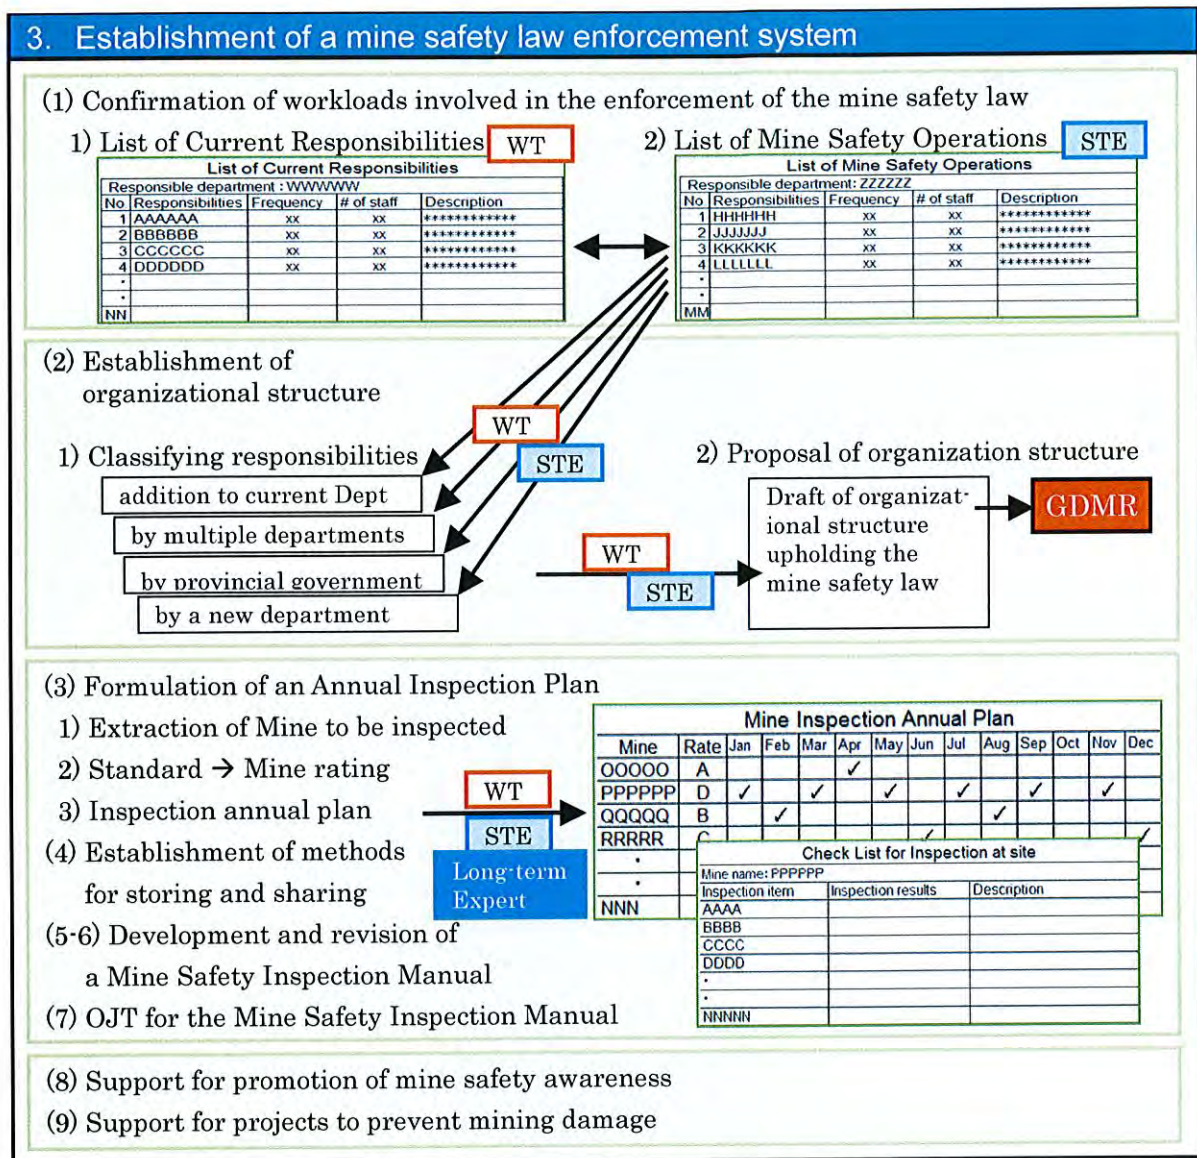 3. Establishment of a mine safety law enforcement system
(1) Confirmation of workloads involved in the enforcement of the mine safety law
1) List of Current Responsibilities WT
List of Current Responsibilities
Responsible department : WWWWWW
No Responsibilities Frequency # of staff Description
1 AAAAAA xx xx ************
2 BBBBBB xx xx ************
3 CCCCCC xx xx ************
4 DDDDDD xx xx ************
・
・
NN
2) List of Mine Safety Operations STE
List of Mine Safety Operations
Responsible department: ZZZZZZ
No Responsibilities Frequency # of staff Description
1 HHHHHH xx xx ************
2 JJJJJJ xx xx ************
3 KKKKKK xx xx ************
4 LLLLLLL xx xx ************
・
・
MM
(2) Establishment of
organizational structure
WT
STE
1) Classifying responsibilities
addition to current Dept
by multiple departments
by provincial government
by a new department
WT
STE
2) Proposal of organization structure
Draft of organizat-
ional structure
upholding the
mine safety law
GDMR
(3) Formulation of an Annual Inspection Plan
1) Extraction of Mine to be inspected
2) Standard → Mine rating
3) Inspection annual plan
(4) Establishment of methods
for storing and sharing
(5-6) Development and revision of
a Mine Safety Inspection Manual
(7) OJT for the Mine Safety Inspection Manual
WT
STE
Long-term
Expert
Mine Inspection Annual Plan
Mine Rate Jan Feb Mar Apr May Jun Jul Aug Sep Oct Nov Dec
OOOOO A ✓
PPPPPP D ✓ ✓ ✓ ✓ ✓ ✓
QQQQQ B ✓ ✓
RRRRR C ✓ ✓
・
・
NNN
Check List for Inspection at site
Mine name: PPPPPP
Inspection item Inspection results Description
AAAA
BBBB
CCCC
DDDD
・
・
NNNNN
(8) Support for promotion of mine safety awareness
(9) Support for projects to prevent mining damage